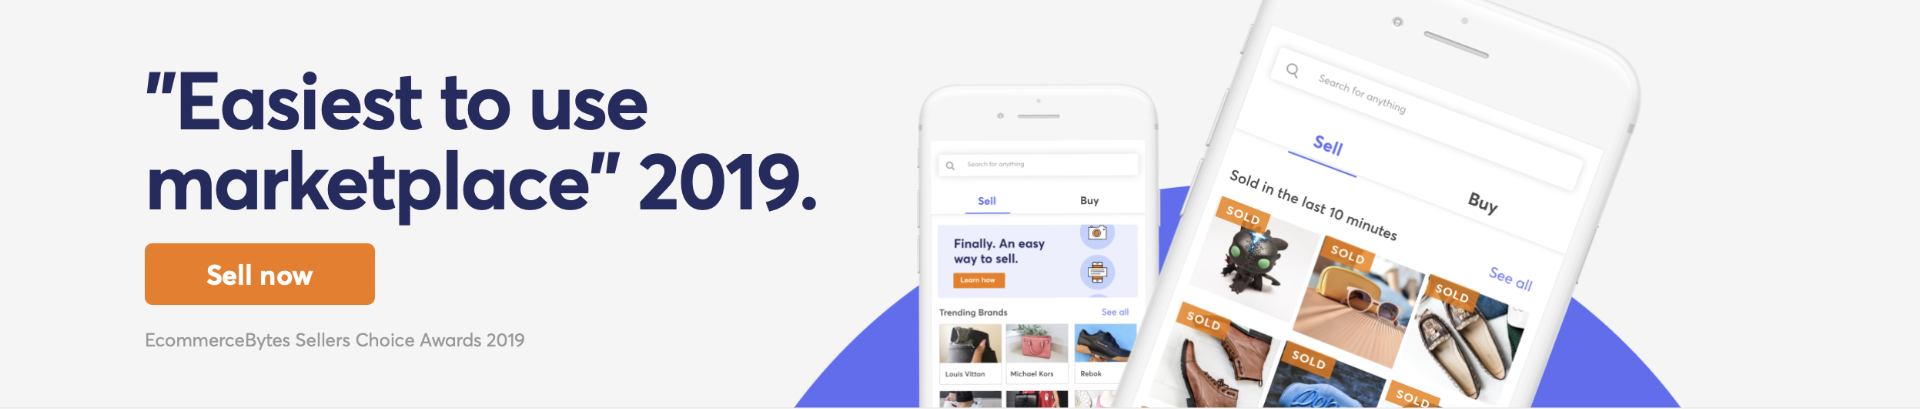 "Easiest to use
marketplace" 2019.
Sell now
EcommerceBytes Sellers Choice Awards 2019
Search for anything
Sell
Buy
Finally. An easy
way to sell.
Learn how
Trending Brands
See all
Louis Vittan
Michael Kors
Rebok
Search for anything
Sell
Buy
Sold in the last 10 minutes
See all
SOLD
SOLD
SOLD
SOLD
SOLD
SOLD